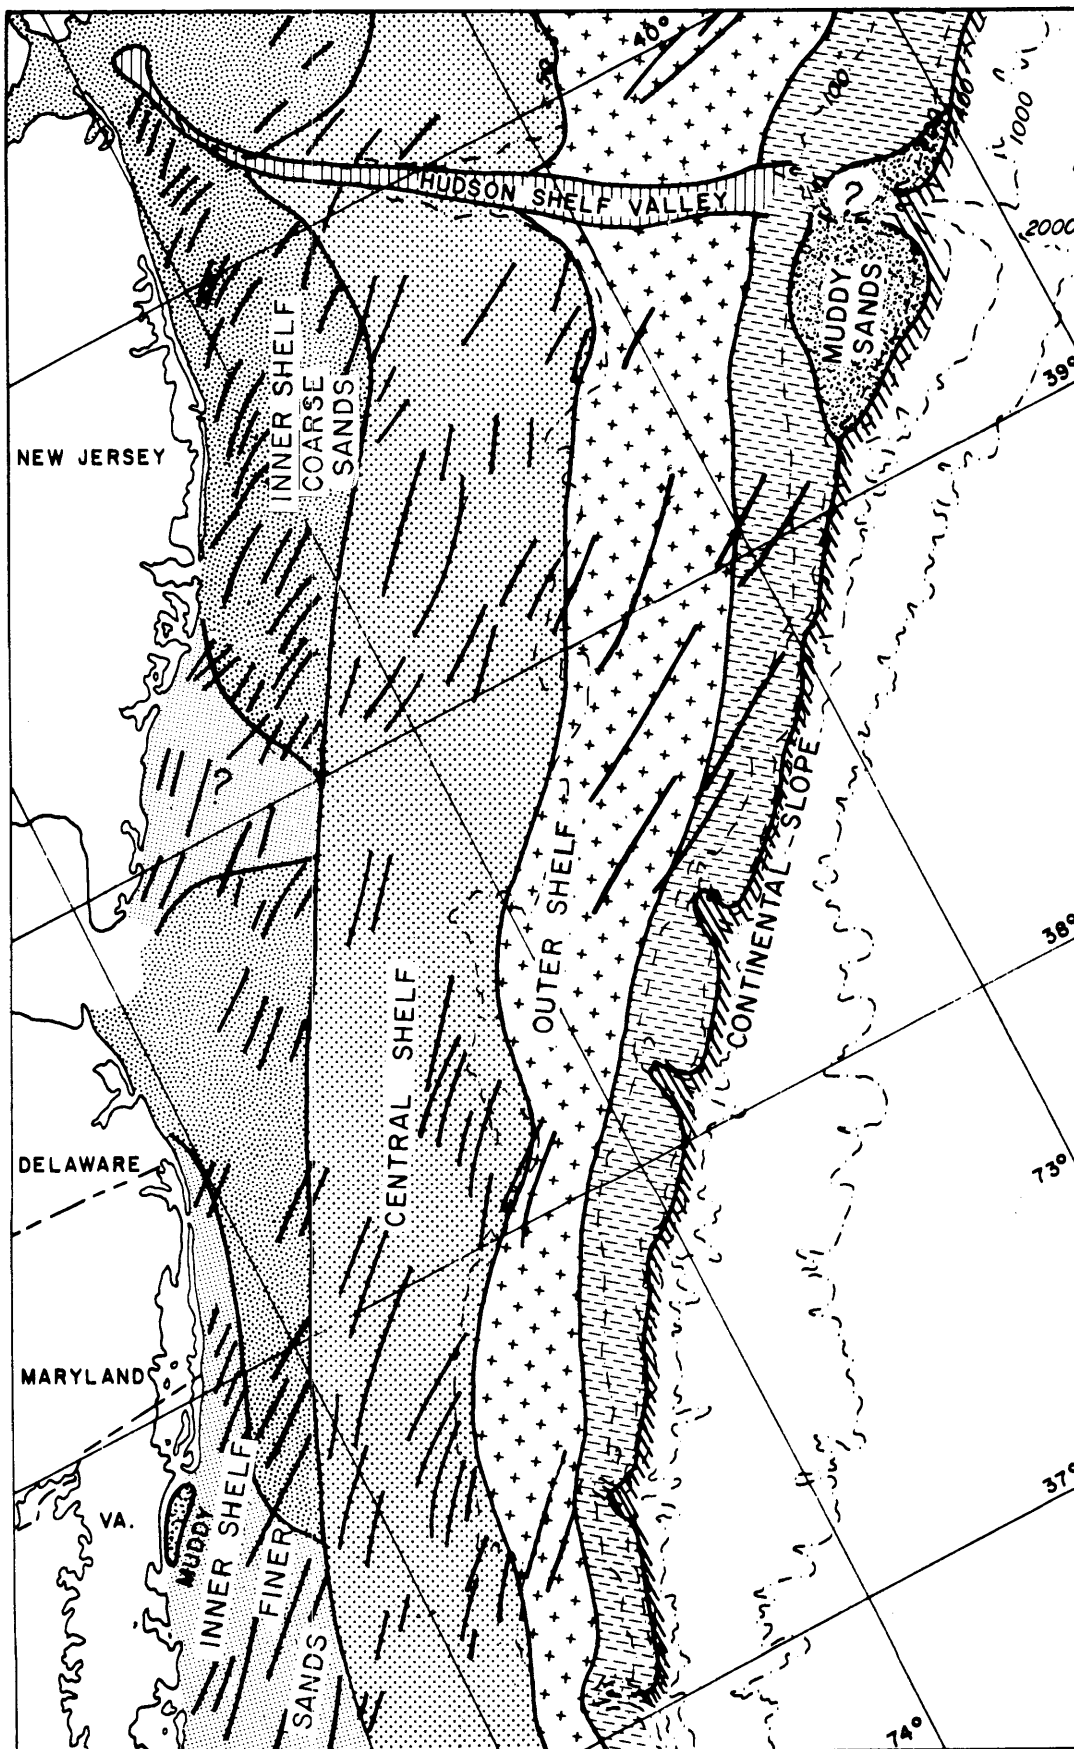 40°
100
100
1000
2000
HUDSON SHELF VALLEY
?
MUDDY
SANDS
39°
INNER SHELF
COARSE
SANDS
NEW JERSEY
?
OUTER SHELF
CONTINENTAL SLOPE
38°
CENTRAL SHELF
73°
DELAWARE
MARYLAND
37°
VA.
MUDDY
INNER SHELF
FINER
SANDS
74°